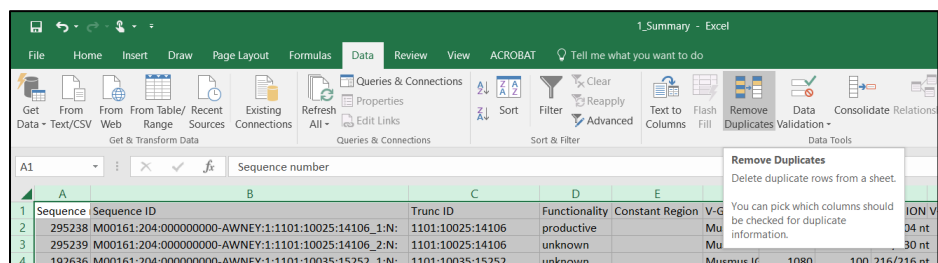 1_Summary - Excel
File Home Insert Draw Page Layout Formulas Data Review View ACROBAT Tell me what you want to do
Queries & Connections Clear
Properties Reapply
Edit Links Advanced
Get From From From Table/ Recent Existing Refresh Sort Filter Text to Flash Remove Data Consolidate
Data Text/CSV Web Range Sources Connections All Columns Fill Duplicates Validation
Get & Transform Data Queries & Connections Sort & Filter Data Tools
A1 fx Sequence number
Remove Duplicates
Delete duplicate rows from a sheet.
You can pick which columns should
be checked for duplicate
information.
A B C D E
1 Sequence Sequence ID Trunc ID Functionality Constant Region
2 295238 M00161:204:000000000-AWNEY:1:1101:10025:14106_1:N: 1101:10025:14106 productive
3 295239 M00161:204:000000000-AWNEY:1:1101:10025:14106_2:N: 1101:10025:14106 unknown
4 192636 M00161:204:000000000-AWNEY:1:1101:10035:15252_1:N: 1101:10035:15252 unknown 1080 100 216/216 nt